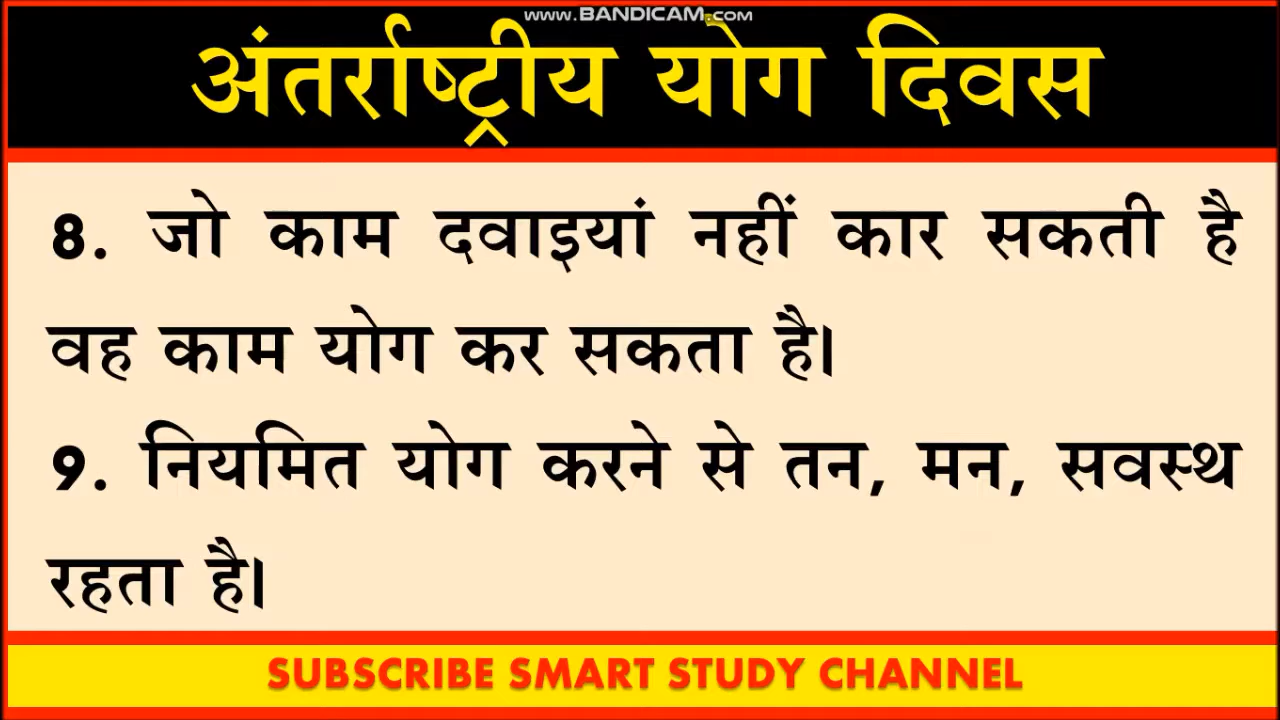 www.BANDICAM.com
अंतर्राष्ट्रीय योग दिवस
8. जो काम दवाइयां नहीं कार सकती है
वह काम योग कर सकता है।
9. नियमित योग करने से तन, मन, सवस्थ
रहता है।
SUBSCRIBE SMART STUDY CHANNEL